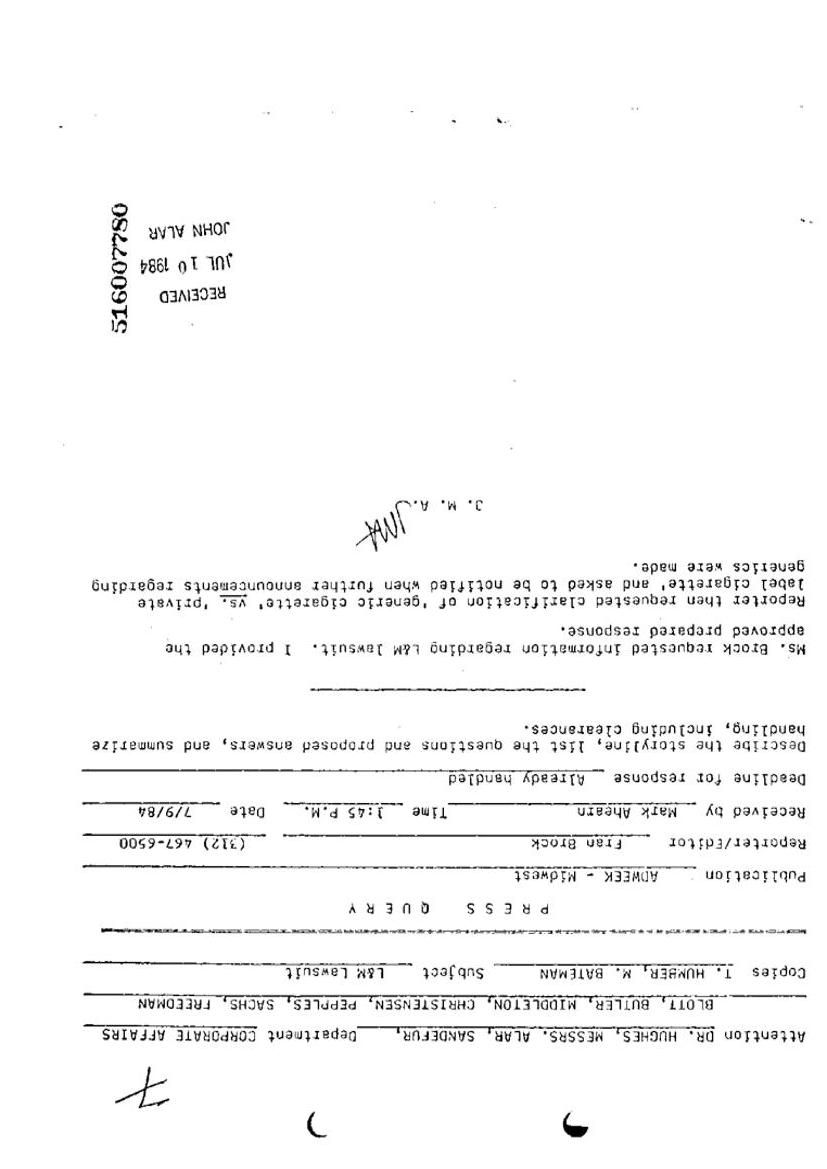 7
Attention DR. HUGHES, MESSRS. ALAR, SANDEFUR, Department CORPORATE AFFAIRS
BLOTT, BUTLER, MIDDLETON, CHRISTENSEN, PEPPLES, SACHS, FREEDMAN
Copies T. HUMBER, M. BATEMAN Subject L&M Lawsuit
PRESS QUERY
Publication ADWEEK - Midwest
Reporter/Editor Fran Brock (312) 467-6500
Received by Mark Ahearn Time 3:45 P.M. Date 7/9/84
Deadline for response Already handled
Describe the storyline, list the questions and proposed answers, and summarize
handling, including clearances.
Ms. Brock requested information regarding L&M lawsuit. I provided the
approved prepared response.
Reporter then requested clarification of 'generic cigarette' vs. 'private
label cigarette' and asked to be notified when further announcements regarding
generics were made.
J. M. A. JMA
RECEIVED
JUL 10 1984
JOHN ALAR
516007780